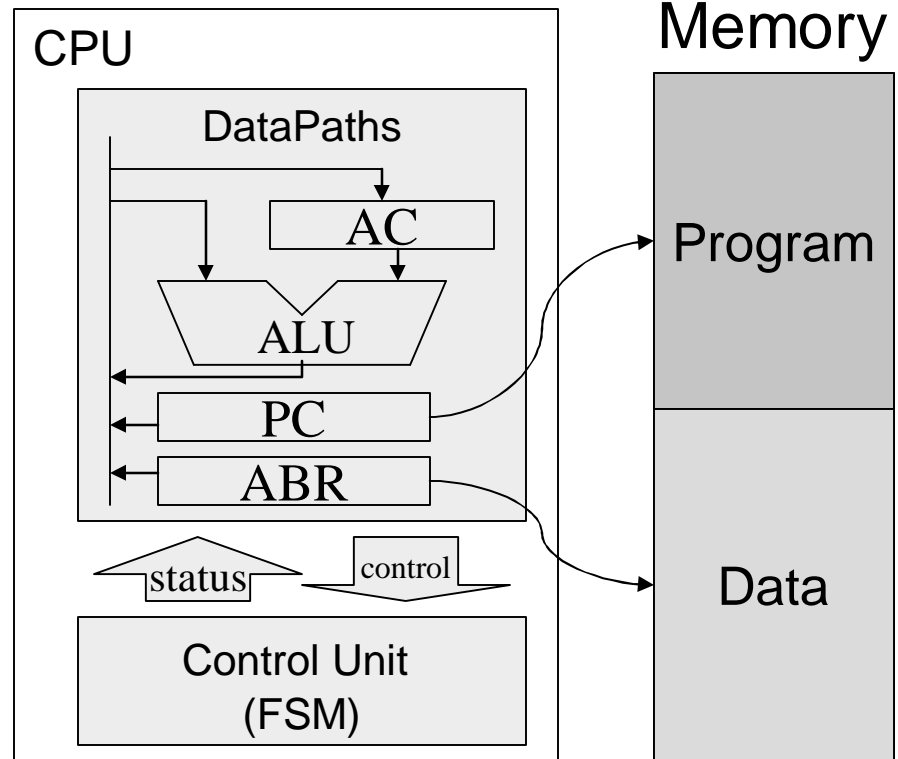 CPU
Memory
DataPaths
AC
ALU
PC
ABR
status
control
Control Unit
(FSM)
Program
Data